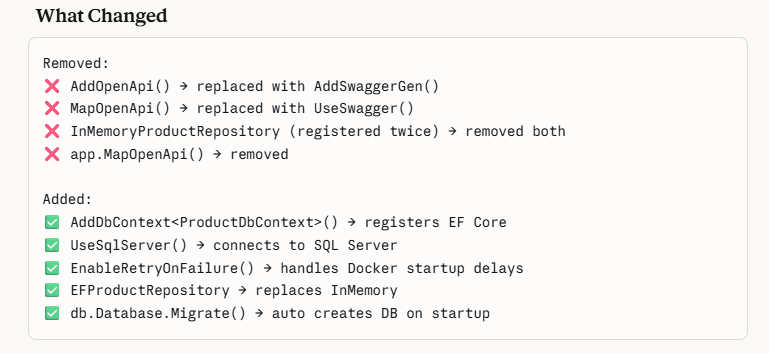 What Changed
Removed:
❌ AddOpenApi() → replaced with AddSwaggerGen()
❌ MapOpenApi() → replaced with UseSwagger()
❌ InMemoryProductRepository (registered twice) → removed both
❌ app.MapOpenApi() → removed
Added:
✅ AddDbContext<ProductDbContext>() → registers EF Core
✅ UseSqlServer() → connects to SQL Server
✅ EnableRetryOnFailure() → handles Docker startup delays
✅ EFProductRepository → replaces InMemory
✅ db.Database.Migrate() → auto creates DB on startup